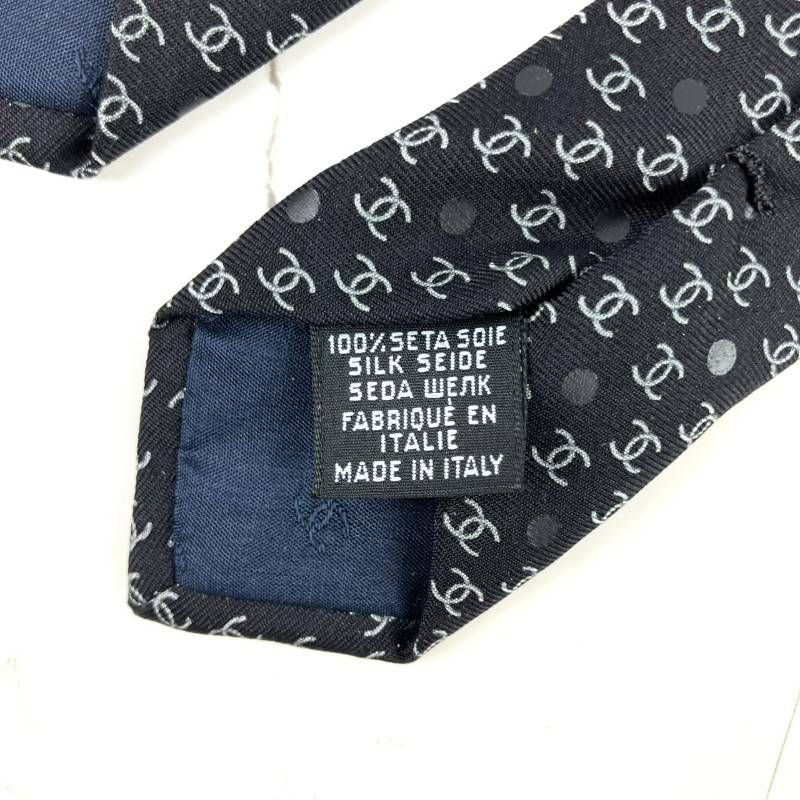 100% SETA SOIE
SILK SEIDE
SEDA ШЕЛК
FABRIQUÉ EN
ITALIE
MADE IN ITALY